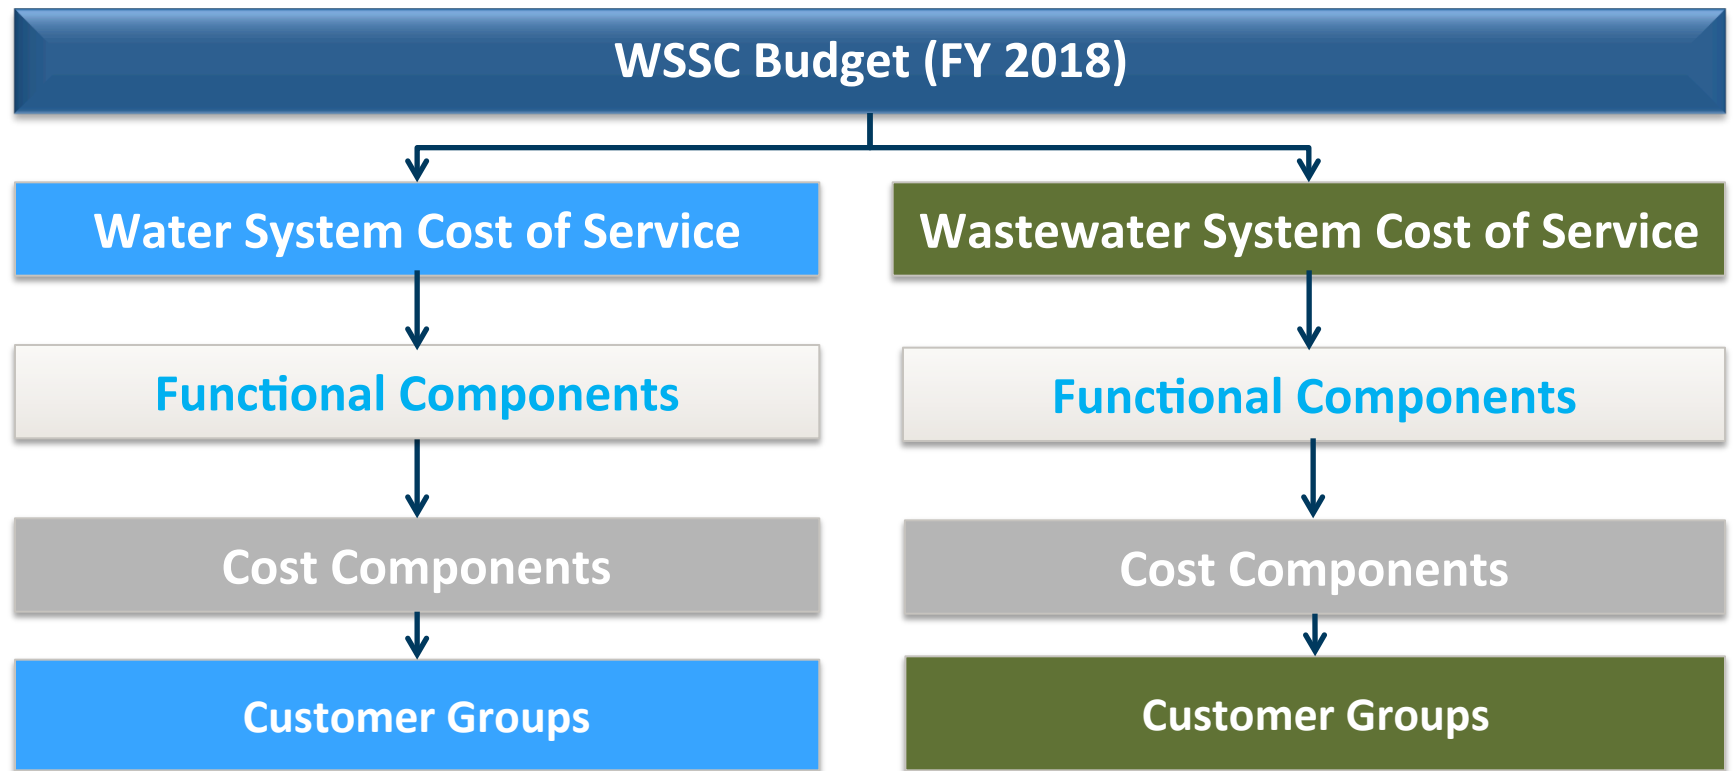 WSSC Budget (FY 2018)
Water System Cost of Service
Wastewater System Cost of Service
Functional Components
Functional Components
Cost Components
Cost Components
Customer Groups
Customer Groups